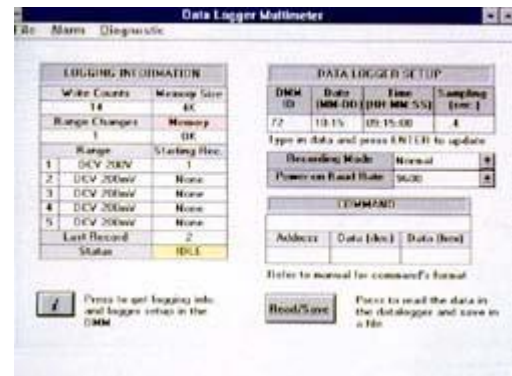 Data Logger Multimeter
File Alarm Diagnostic
LOGGING INFORMATION
Wake Counts Memory Size
14 4K
Range Changes Memory
1 OK
Range Starting Rec.
1 DCV 200V 1
2 DCV 200mV None
3 DCV 200mV None
4 DCV 200mV None
5 DCV 200mV None
Last Record 2
Status IDLE
i Press to get logging info.
and logger setup in the
DMM
DATA LOGGER SETUP
DMM Date Time Sampling
ID (MM-DD) (HH:MM:SS) (sec.)
72 10-15 09:15:00 .4
Type in data and press ENTER to update
Recording Mode Normal
Power-on Baud Rate 9600
COMMAND
Address Data (dec) Data (hex)
Refer to manual for command's format
Read/Save Press to read the data in
the datalogger and save in
a file